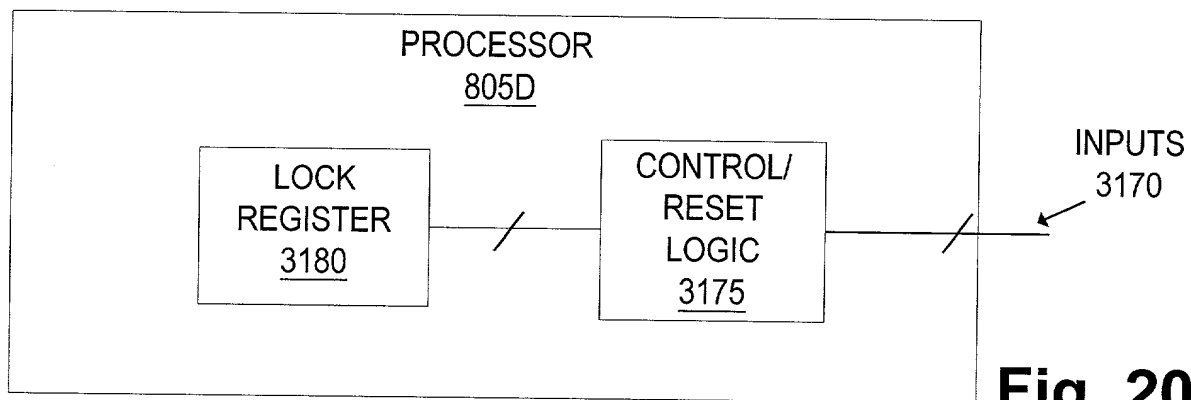 PROCESSOR
805D
LOCK
REGISTER
3180
CONTROL/
RESET
LOGIC
3175
INPUTS
3170
Fig. 20